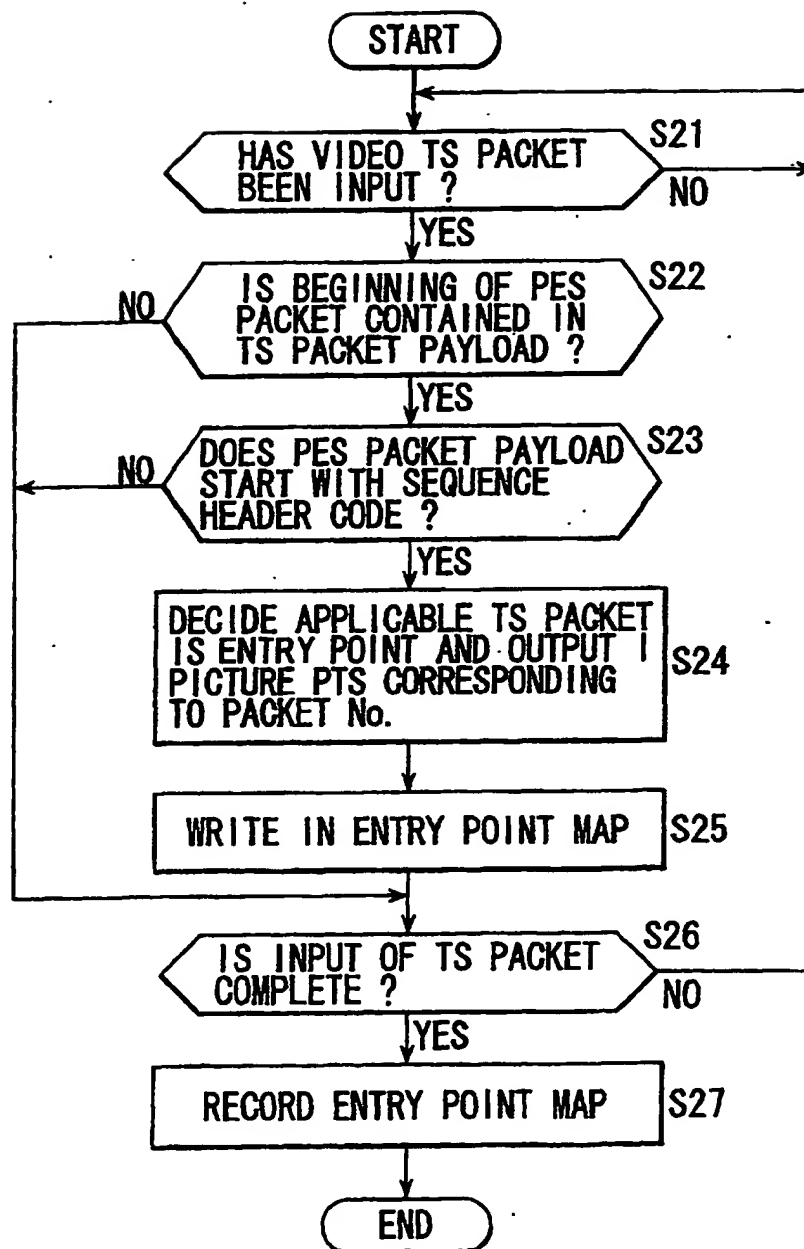 START
S21
HAS VIDEO TS PACKET
BEEN INPUT ?
NO
YES
S22
IS BEGINNING OF PES
PACKET CONTAINED IN
TS PACKET PAYLOAD ?
NO
YES
S23
DOES PES PACKET PAYLOAD
START WITH SEQUENCE
HEADER CODE ?
NO
YES
DECIDE APPLICABLE TS PACKET
IS ENTRY POINT AND OUTPUT I
PICTURE PTS CORRESPONDING
TO PACKET No.
S24
WRITE IN ENTRY POINT MAP
S25
S26
IS INPUT OF TS PACKET
COMPLETE ?
NO
YES
RECORD ENTRY POINT MAP
S27
END